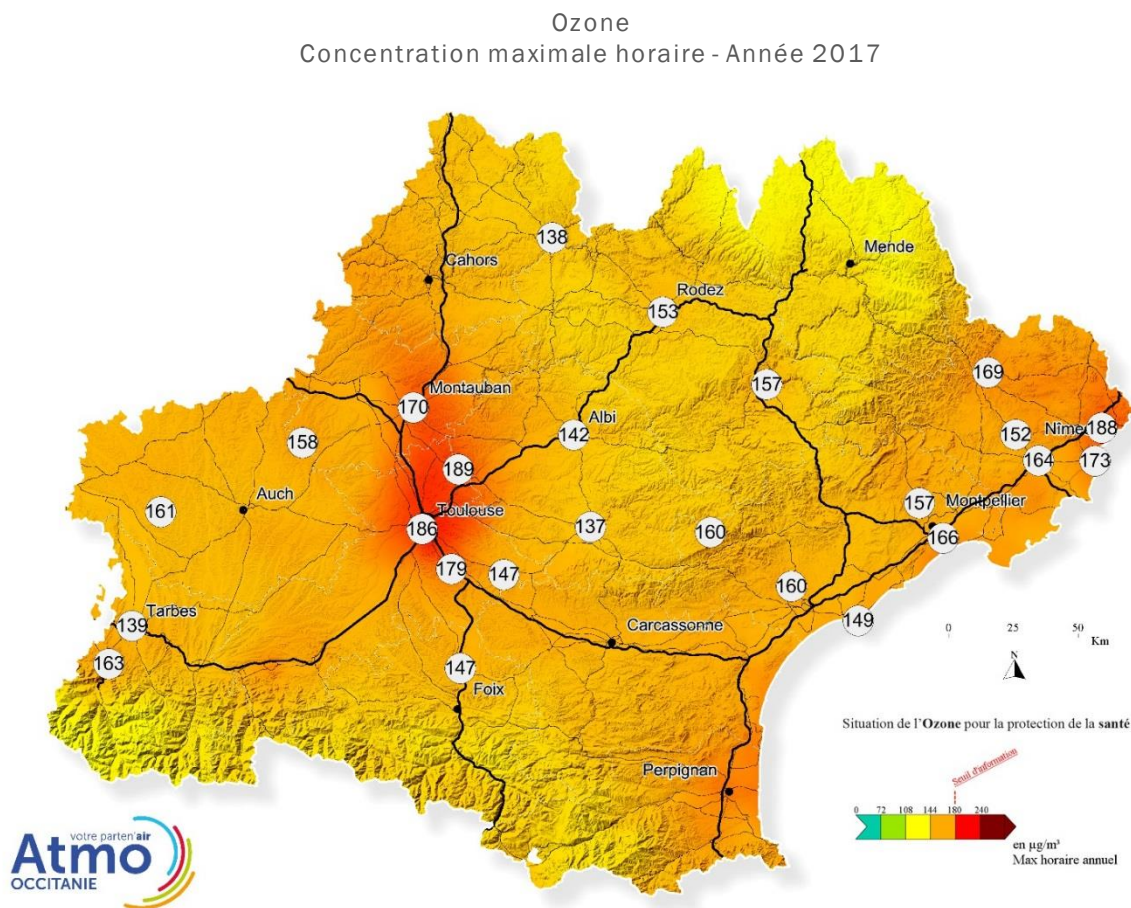 Ozone
Concentration maximale horaire - Année 2017
138
Mende
Cahors
Rodez
153
169
157
Montauban
170
Albi
142
188
152
Nîmes
158
164
173
189
Auch
161
157
Montpellier
Toulouse
186
137
160
166
179
147
160
Tarbes
139
149
Carcassonne
0 25 50
Km
N
163
147
Foix
Situation de l'Ozone pour la protection de la santé
Perpignan
Seuil d'information
0 72 108 144 180 240
en µg/m³
Max horaire annuel
votre parten'air
Atmo
OCCITANIE